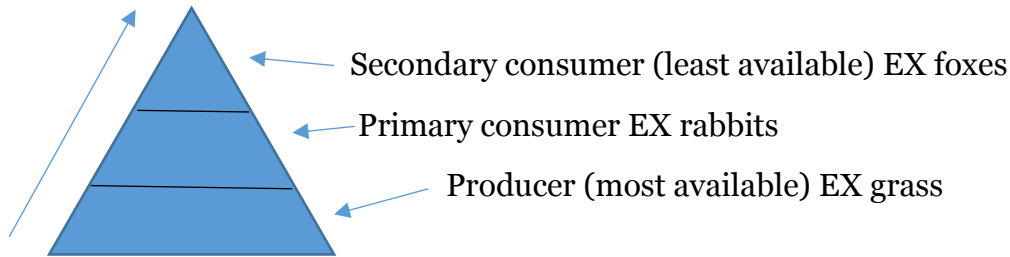 Secondary consumer (least available) EX foxes
Primary consumer EX rabbits
Producer (most available) EX grass